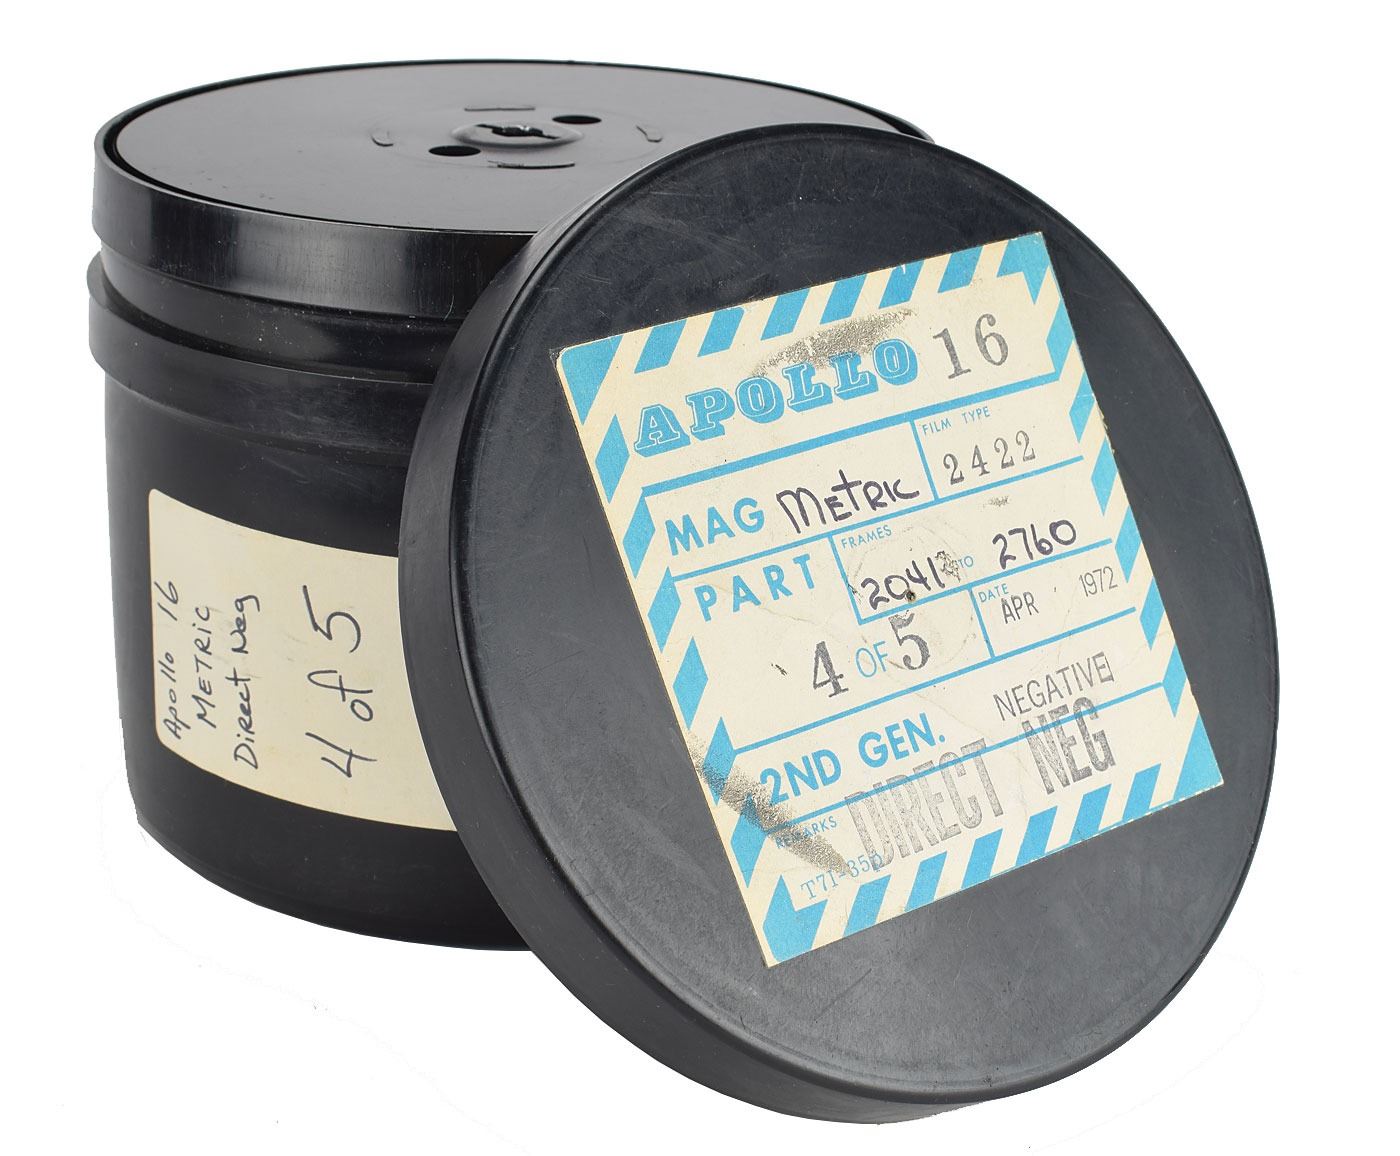 Apollo 16
METRIC
Direct Neg
4 of 5
APOLLO 16
FILM TYPE
2422
MAG METRIC
FRAMES
TO 2760
PART
4 OF 5
DATE
APR 1972
2ND GEN. NEGATIVE
DIRECT NEG
REMARKS